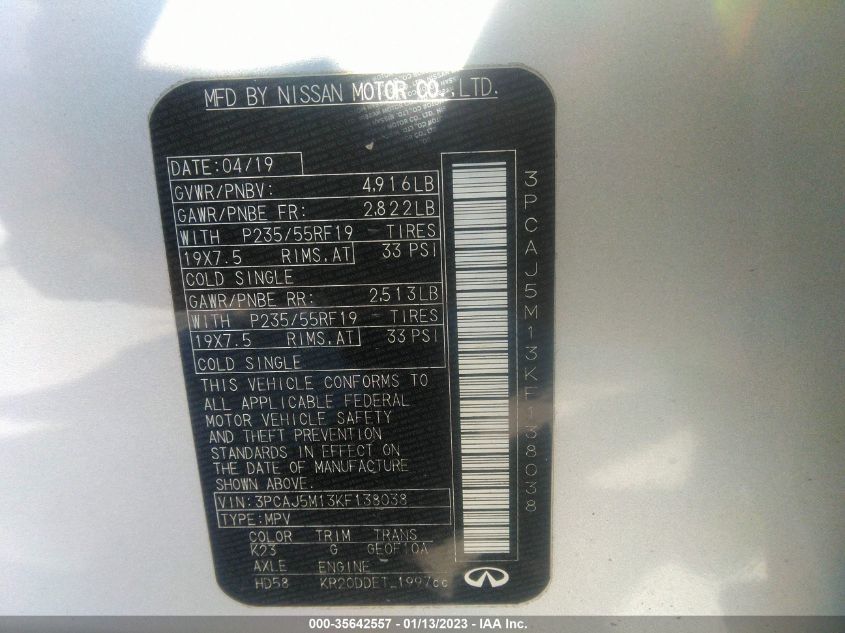 MFD BY NISSAN MOTOR CO.,LTD.
DATE:04/19
GVWR/PNBV: 4,916LB
GAWR/PNBE FR: 2,822LB
WITH P235/55RF19 TIRES
19X7.5 RIMS,AT 33 PSI
COLD SINGLE
GAWR/PNBE RR: 2,513LB
WITH P235/55RF19 TIRES
19X7.5 RIMS,AT 33 PSI
COLD SINGLE
THIS VEHICLE CONFORMS TO
ALL APPLICABLE FEDERAL
MOTOR VEHICLE SAFETY
AND THEFT PREVENTION
STANDARDS IN EFFECT ON
THE DATE OF MANUFACTURE
SHOWN ABOVE.
VIN:3PCAJ5M13KF138038
TYPE:MPV
COLOR TRIM TRANS
K23 G GE0F10A
AXLE ENGINE
HD58 KR20DDET 1997cc
3PCAJ5M13KF138038
000-35642557 - 01/13/2023 - IAA Inc.